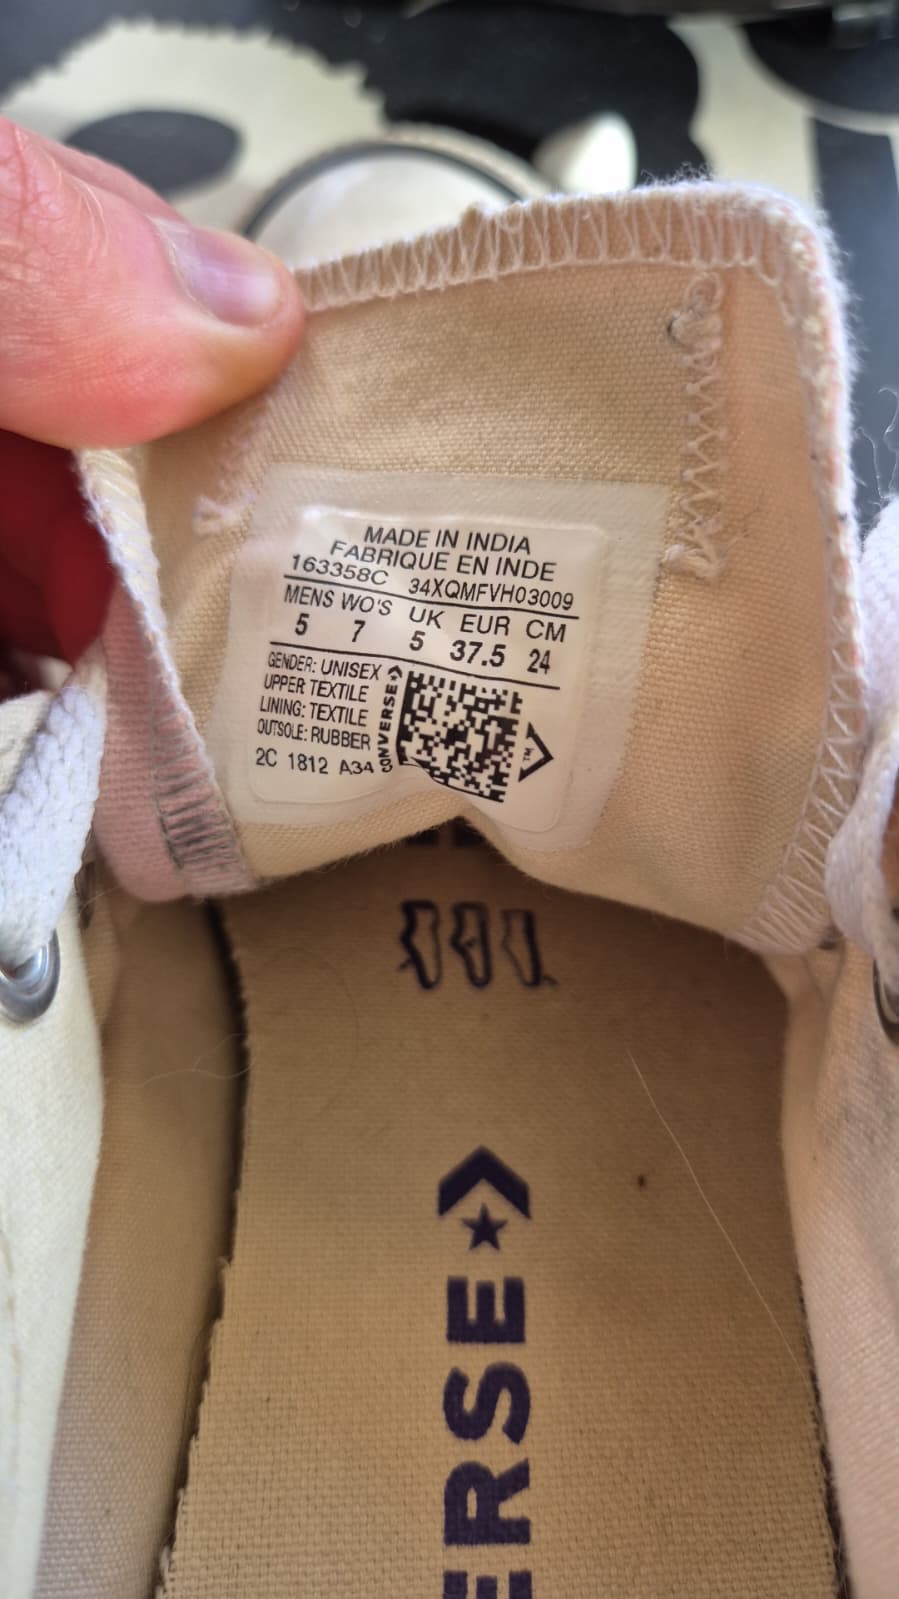 MADE IN INDIA
FABRIQUE EN INDE
163358C 34XQMFVH03009
MENS WO'S UK EUR CM
5 7 5 37.5 24
GENDER: UNISEX
UPPER TEXTILE
LINING: TEXTILE
OUTSOLE: RUBBER
2C 1812 A34
CONVERSE
TM
ERSE